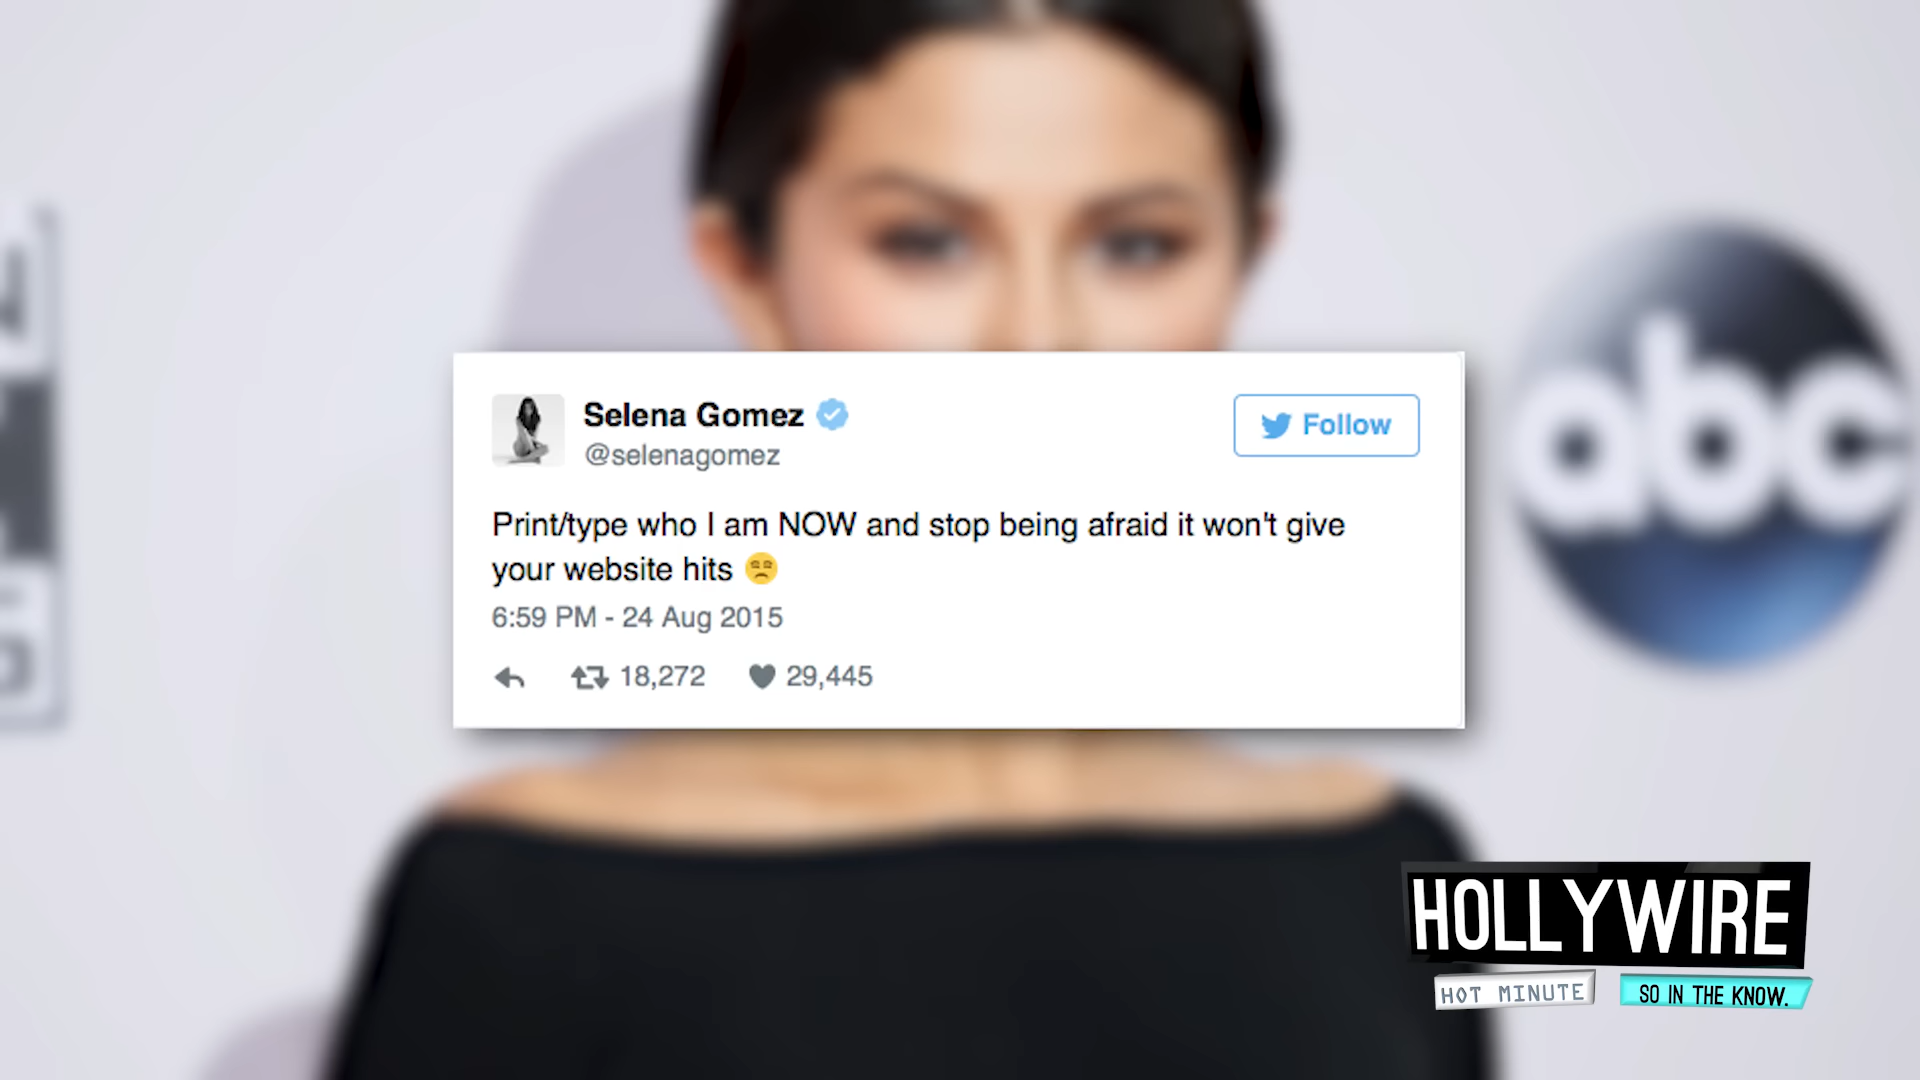 Selena Gomez
@selenagomez
Follow
Print/type who I am NOW and stop being afraid it won't give
your website hits 😒
6:59 PM - 24 Aug 2015
18,272 29,445
abc
HOLLYWIRE
HOT MINUTE SO IN THE KNOW.